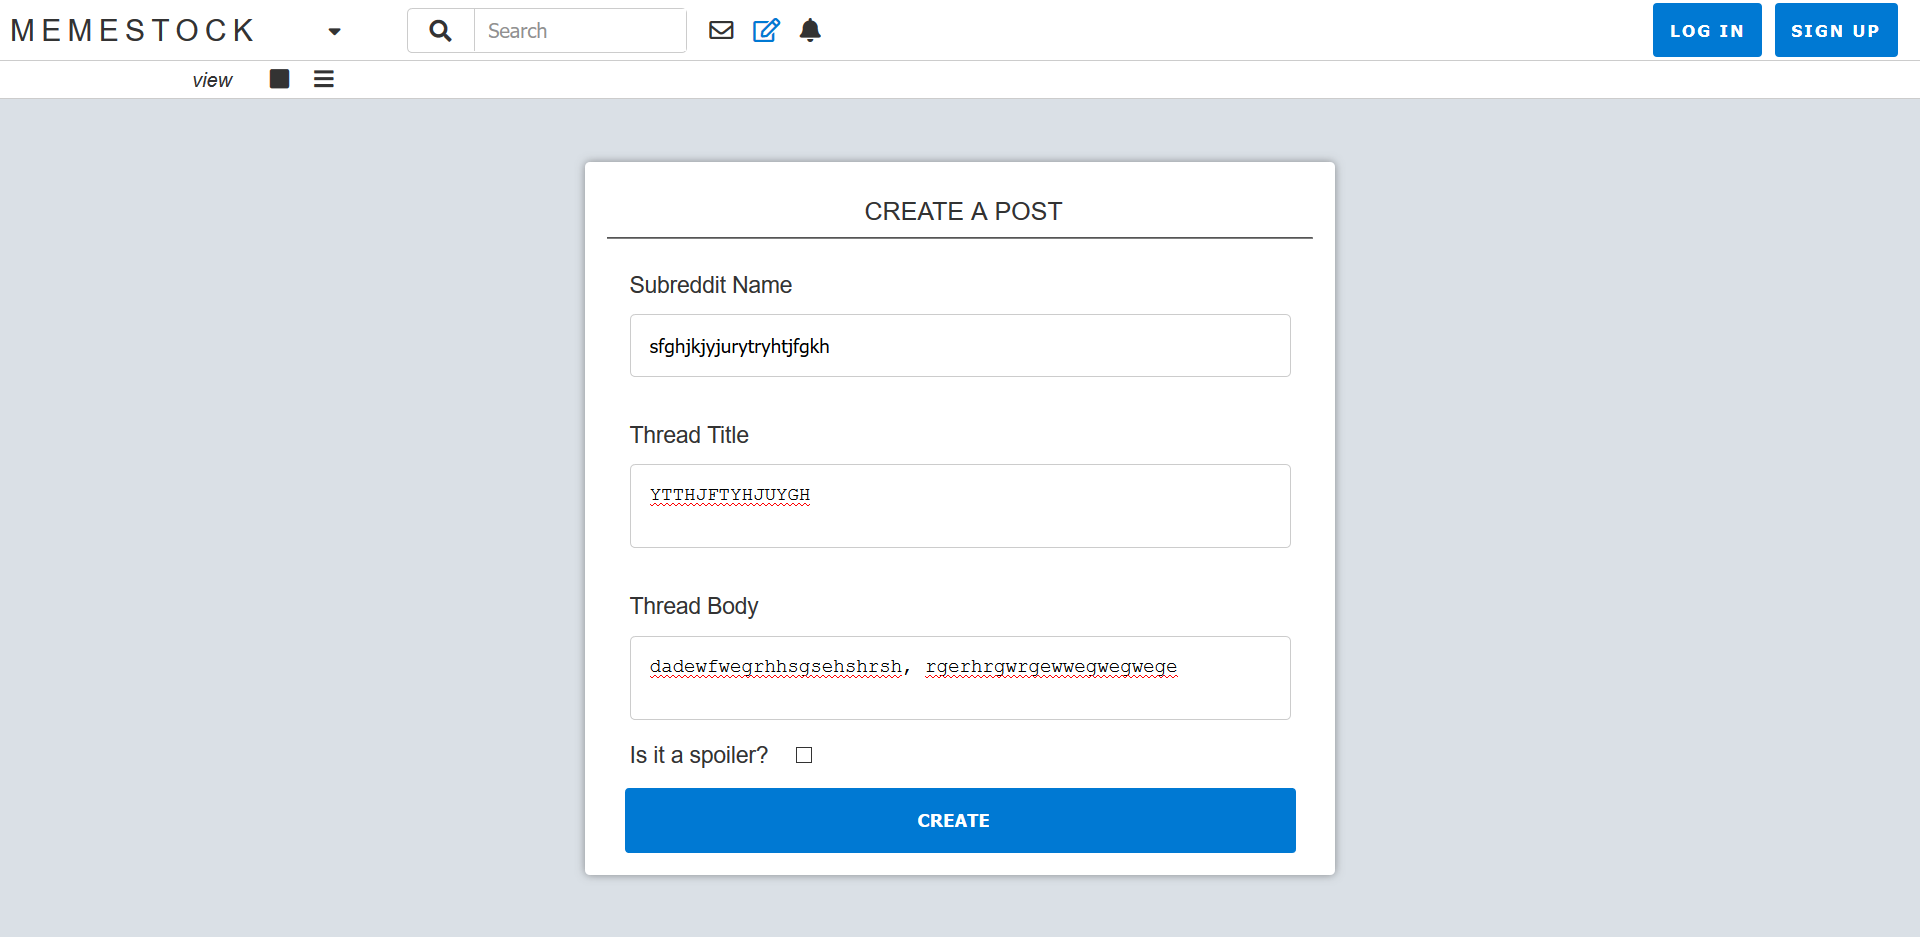 MEMESTOCK
Search
LOG IN
SIGN UP
view
CREATE A POST
Subreddit Name
sfghjkjyjurytryhtjfgkh
Thread Title
YTTHJFTYHJUYGH
Thread Body
dadewfwegrhhsgsehshrsh, rgerhrgwrgewwegwegwege
Is it a spoiler?
CREATE